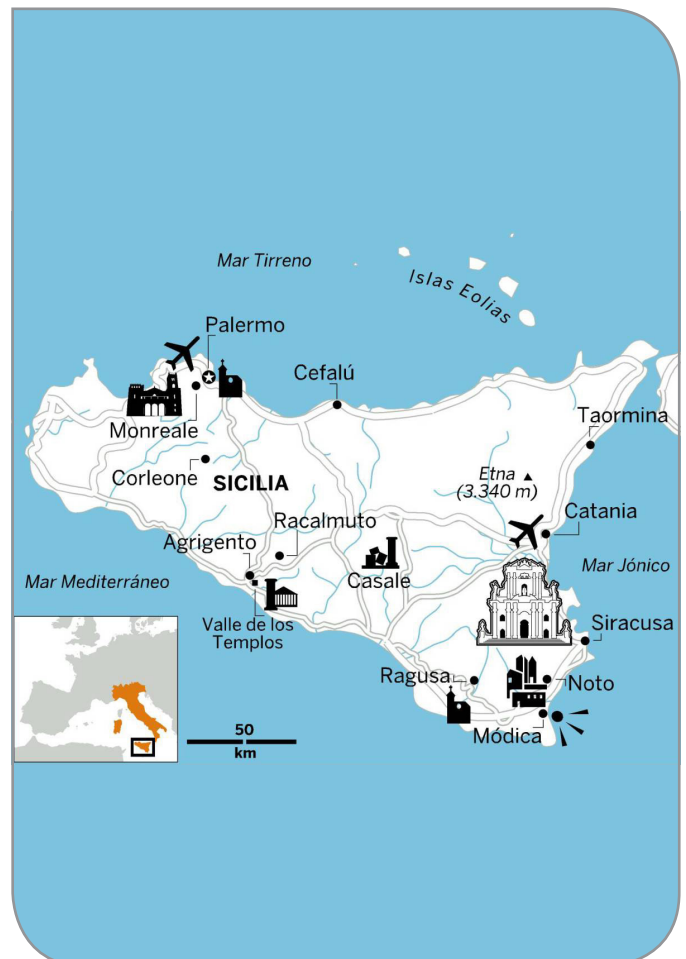 Mar Tirreno
Islas Eolias
Palermo
Cefalú
Monreale
Taormina
Corleone
SICILIA
Etna
(3.340 m)
Catania
Racalmuto
Agrigento
Casale
Mar Jónico
Mar Mediterráneo
Valle de los
Templos
Siracusa
Ragusa
Noto
Módica
50
km